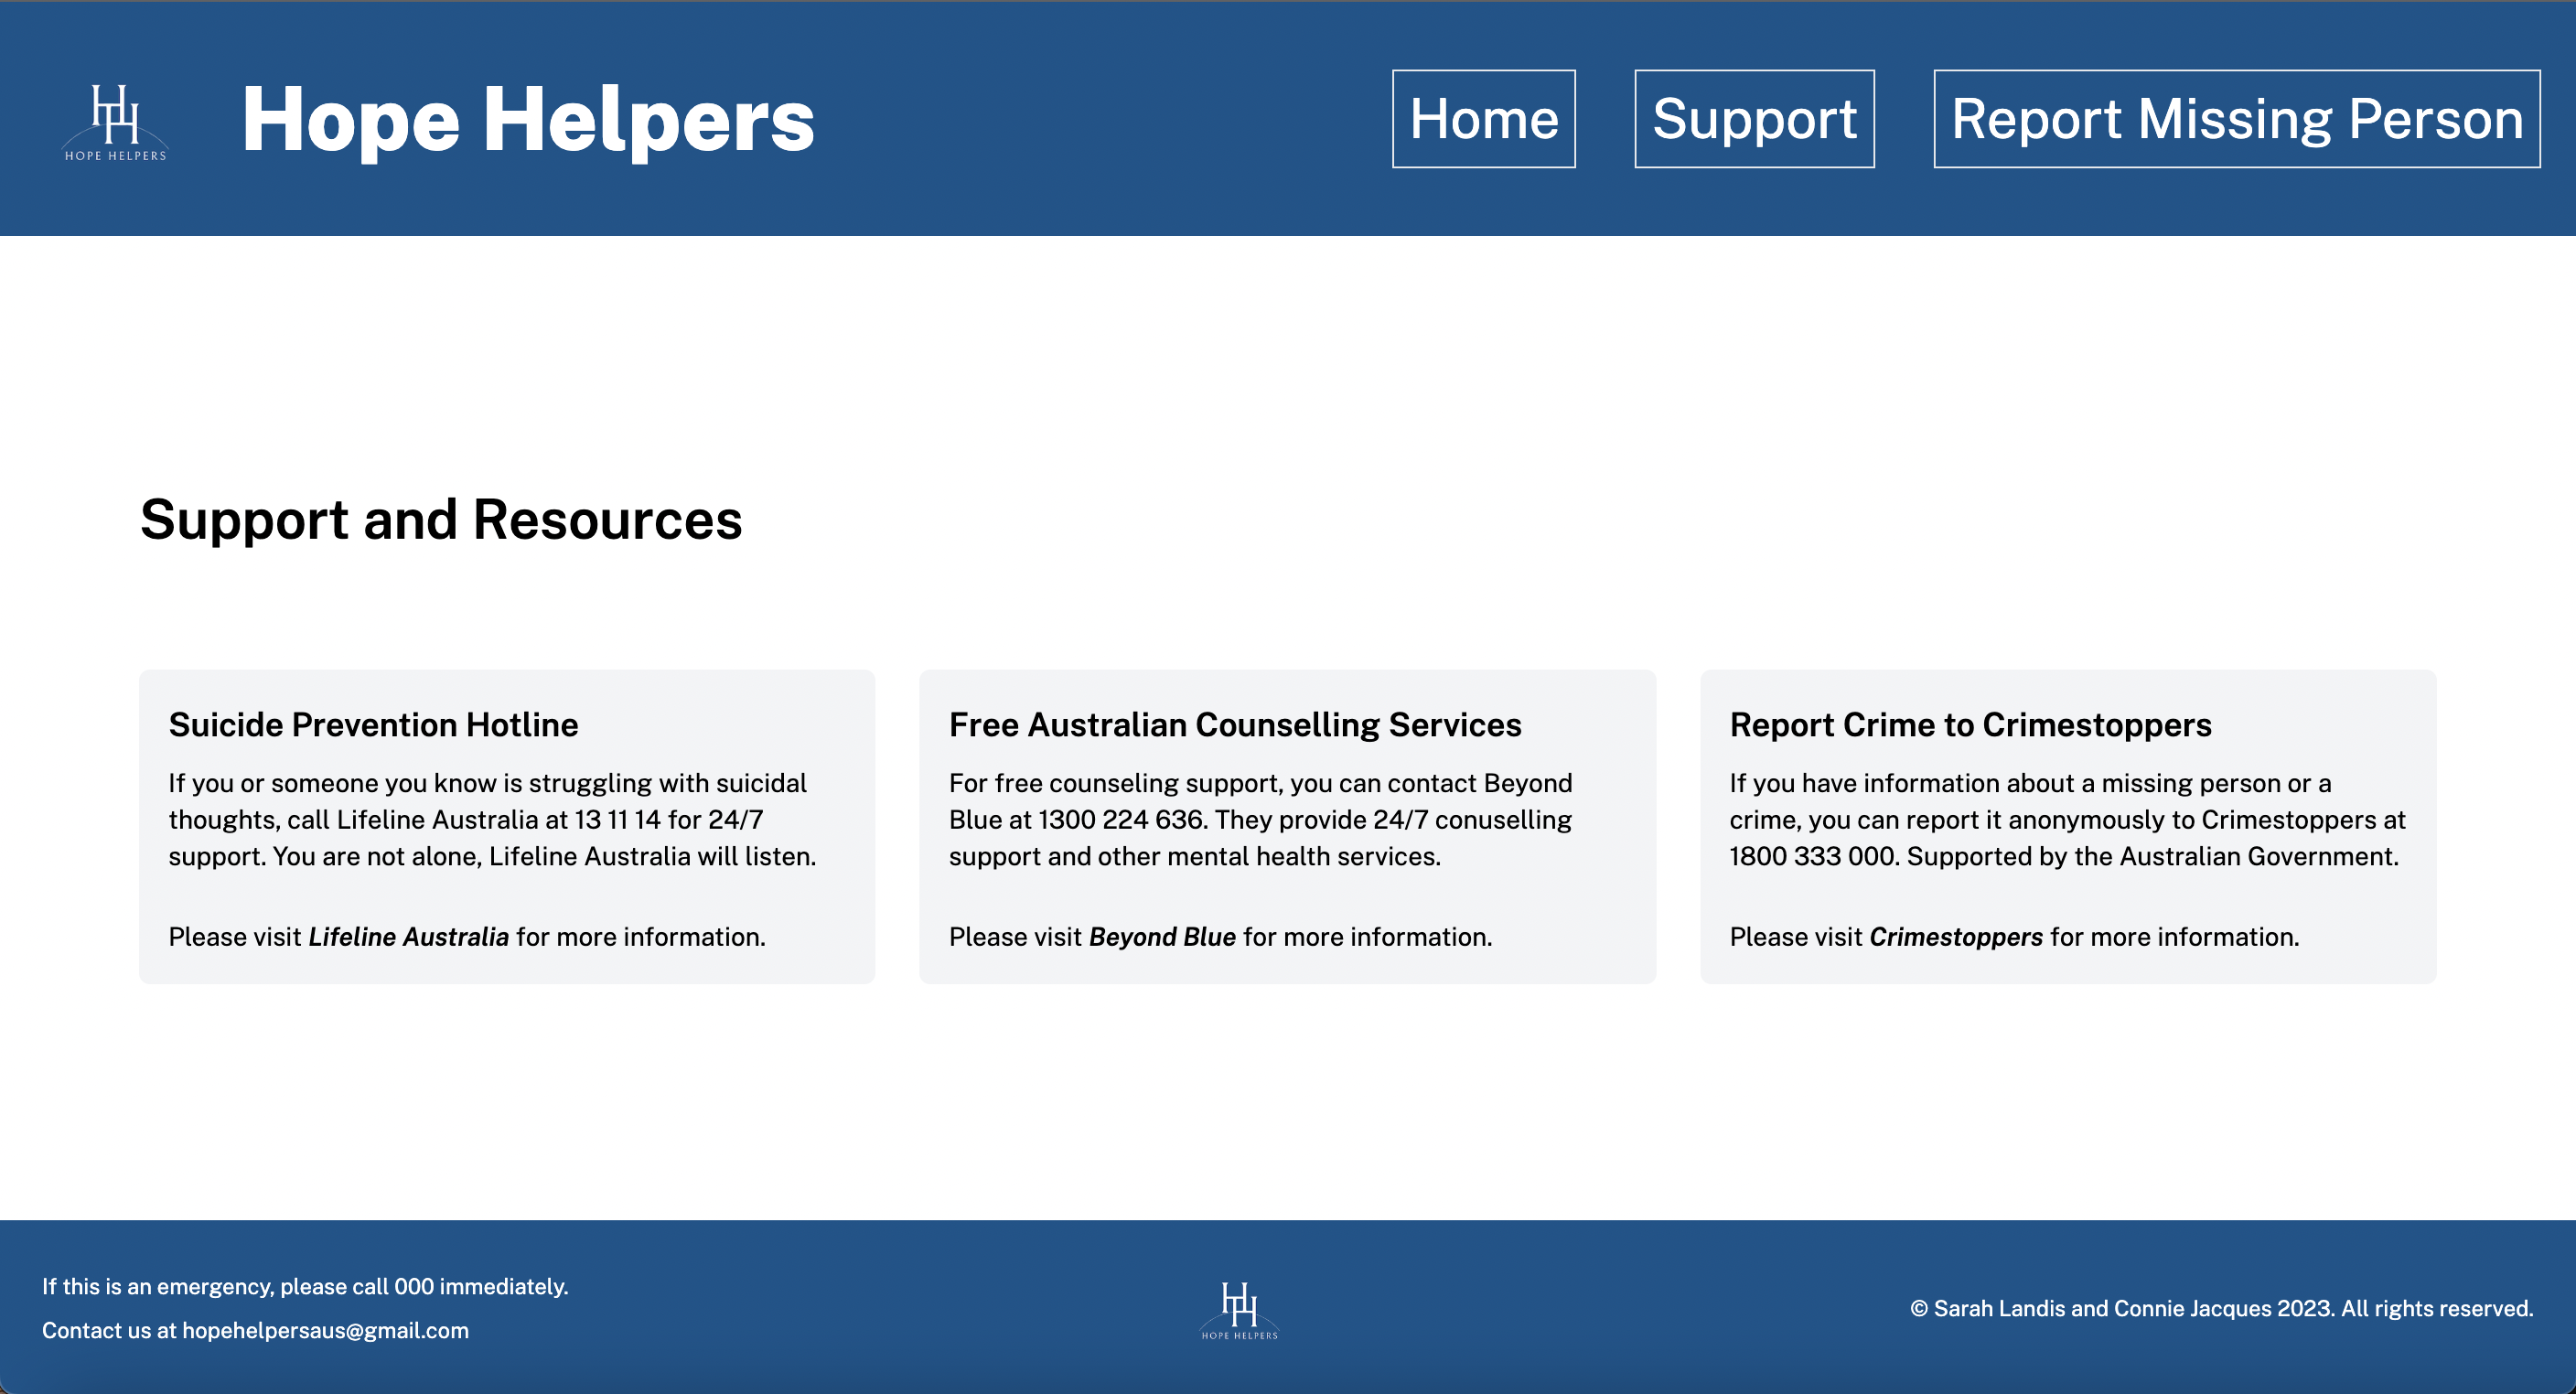 HH
HOPE HELPERS
Hope Helpers
Home
Support
Report Missing Person
Support and Resources
Suicide Prevention Hotline
If you or someone you know is struggling with suicidal
thoughts, call Lifeline Australia at 13 11 14 for 24/7
support. You are not alone, Lifeline Australia will listen.
Please visit Lifeline Australia for more information.
Free Australian Counselling Services
For free counseling support, you can contact Beyond
Blue at 1300 224 636. They provide 24/7 conuselling
support and other mental health services.
Please visit Beyond Blue for more information.
Report Crime to Crimestoppers
If you have information about a missing person or a
crime, you can report it anonymously to Crimestoppers at
1800 333 000. Supported by the Australian Government.
Please visit Crimestoppers for more information.
If this is an emergency, please call 000 immediately.
Contact us at hopehelpersaus@gmail.com
HH
HOPE HELPERS
© Sarah Landis and Connie Jacques 2023. All rights reserved.